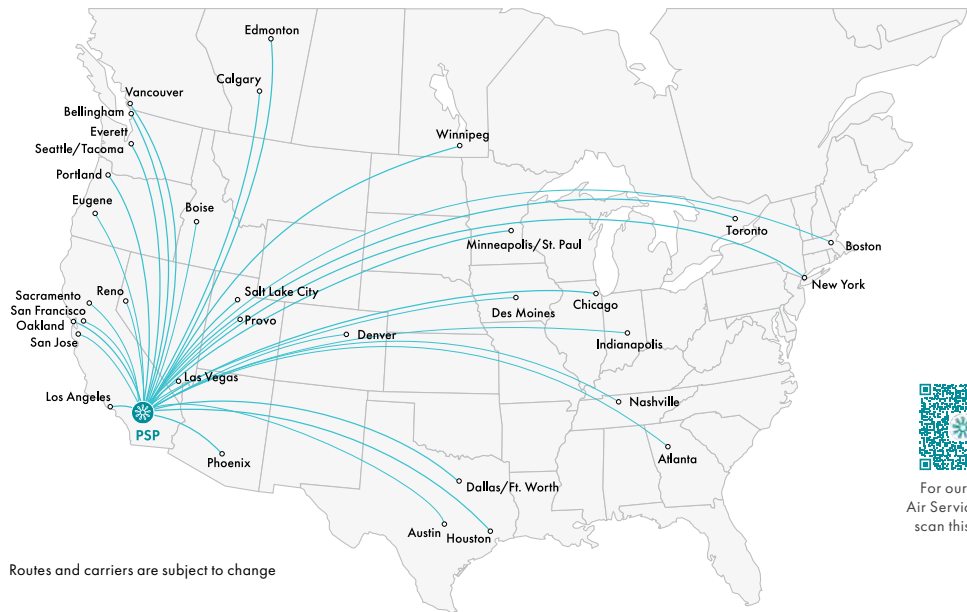 Edmonton
Calgary
Vancouver
Bellingham
Everett
Seattle/Tacoma
Winnipeg
Portland
Eugene
Boise
Minneapolis/St. Paul
Toronto
Boston
New York
Sacramento
San Francisco
Oakland
San Jose
Reno
Salt Lake City
Provo
Des Moines
Chicago
Denver
Indianapolis
Las Vegas
Los Angeles
PSP
Nashville
Atlanta
Phoenix
Dallas/Ft. Worth
Austin
Houston
For our
Air Servic
scan this
Routes and carriers are subject to change